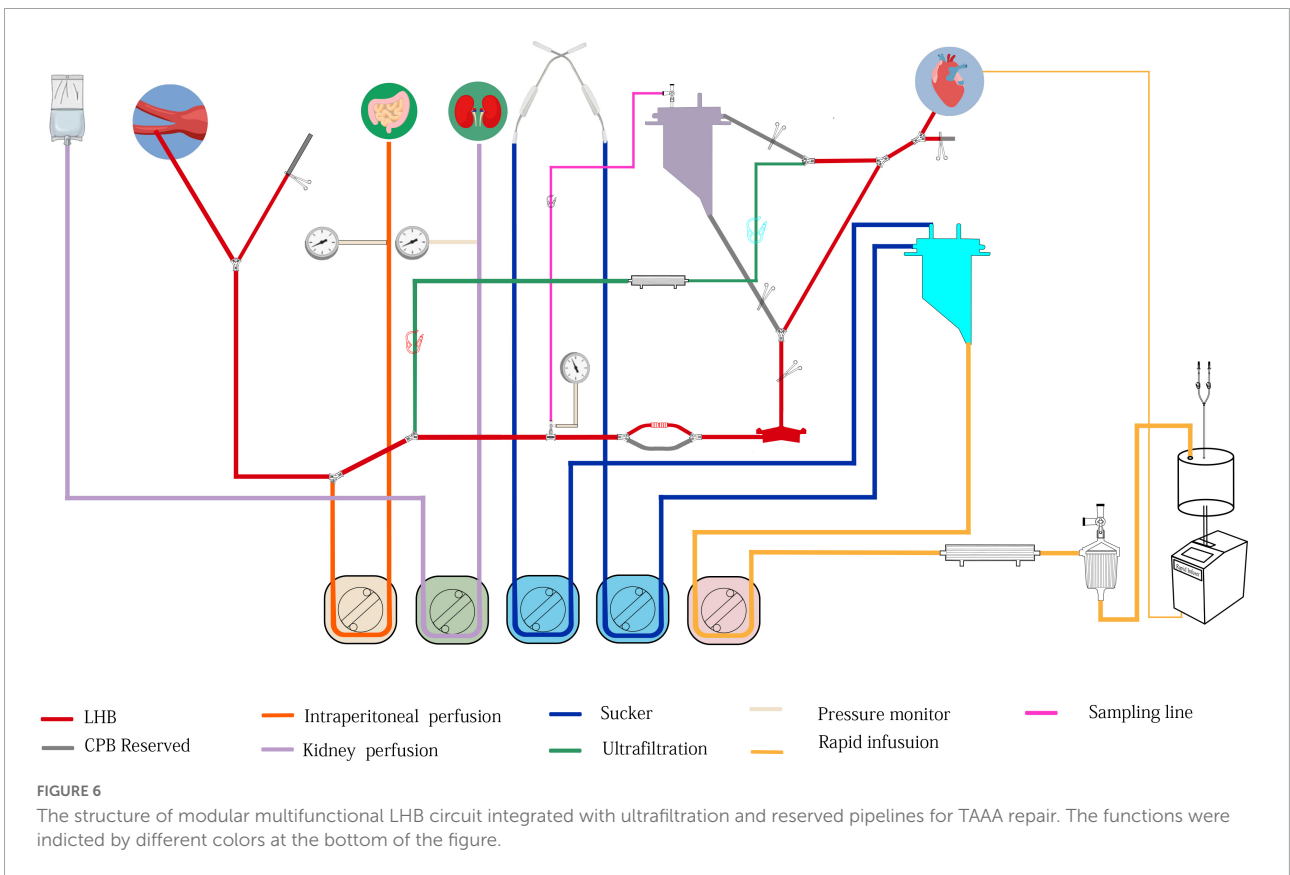 LHB
Intraperitoneal perfusion
Sucker
Pressure monitor
Sampling line
CPB Reserved
Kidney perfusion
Ultrafiltration
Rapid infusuion
FIGURE 6
The structure of modular multifunctional LHB circuit integrated with ultrafiltration and reserved pipelines for TAAA repair. The functions were
indicted by different colors at the bottom of the figure.